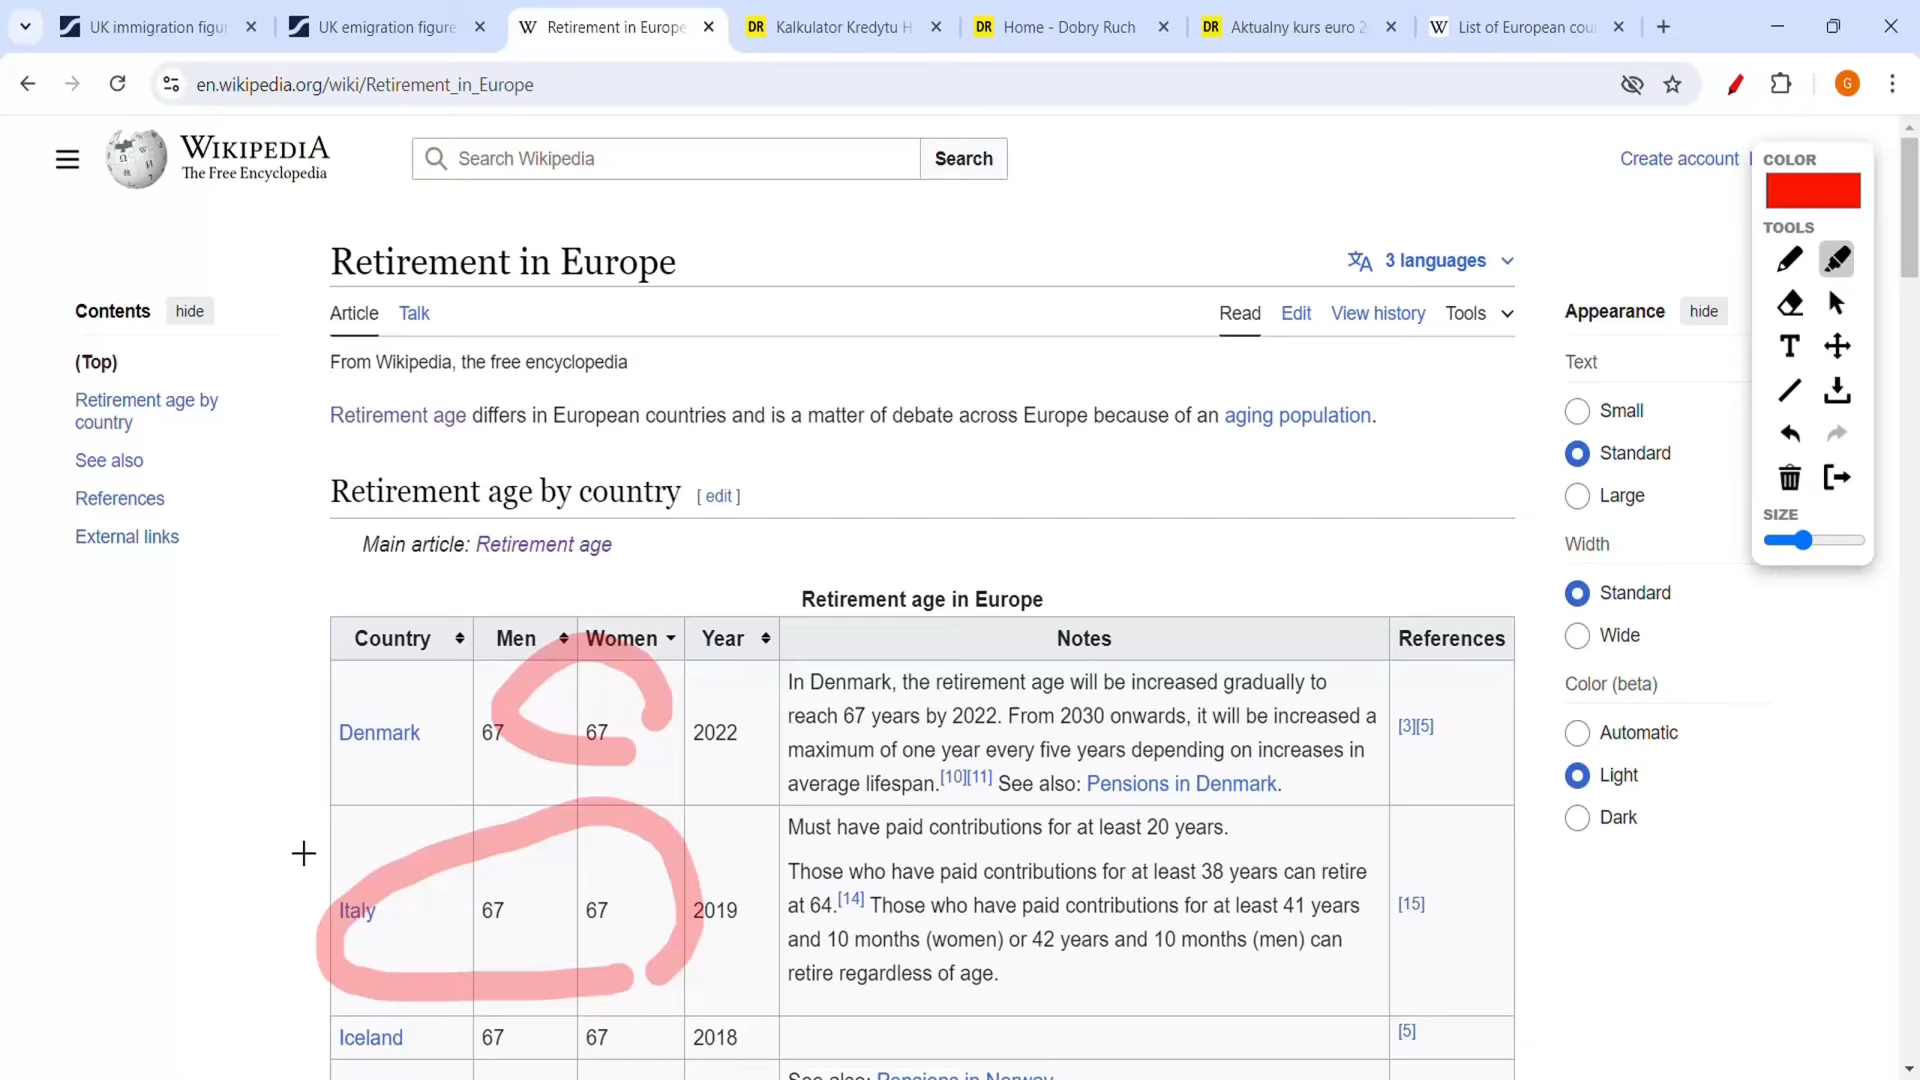 UK immigration figu
UK emigration figure
Retirement in Europe
Kalkulator Kredytu H
Home - Dobry Ruch
Aktualny kurs euro 2
List of European cou
en.wikipedia.org/wiki/Retirement_in_Europe
G
WIKIPEDIA
The Free Encyclopedia
Search Wikipedia
Search
Create account
COLOR
TOOLS
SIZE
Retirement in Europe
3 languages
Contents hide
(Top)
Retirement age by
country
See also
References
External links
Article Talk Read Edit View history Tools
From Wikipedia, the free encyclopedia
Retirement age differs in European countries and is a matter of debate across Europe because of an aging population.
Retirement age by country [ edit ]
Main article: Retirement age
Retirement age in Europe
Country Men Women Year Notes References
Denmark 67 67 2022 In Denmark, the retirement age will be increased gradually to
reach 67 years by 2022. From 2030 onwards, it will be increased a
maximum of one year every five years depending on increases in
average lifespan.[10][11] See also: Pensions in Denmark. [3][5]
Italy 67 67 2019 Must have paid contributions for at least 20 years.
Those who have paid contributions for at least 38 years can retire
at 64.[14] Those who have paid contributions for at least 41 years
and 10 months (women) or 42 years and 10 months (men) can
retire regardless of age. [15]
Iceland 67 67 2018 [5]
See also: Pensions in Norway
Appearance hide
Text
Small
Standard
Large
Width
Standard
Wide
Color (beta)
Automatic
Light
Dark